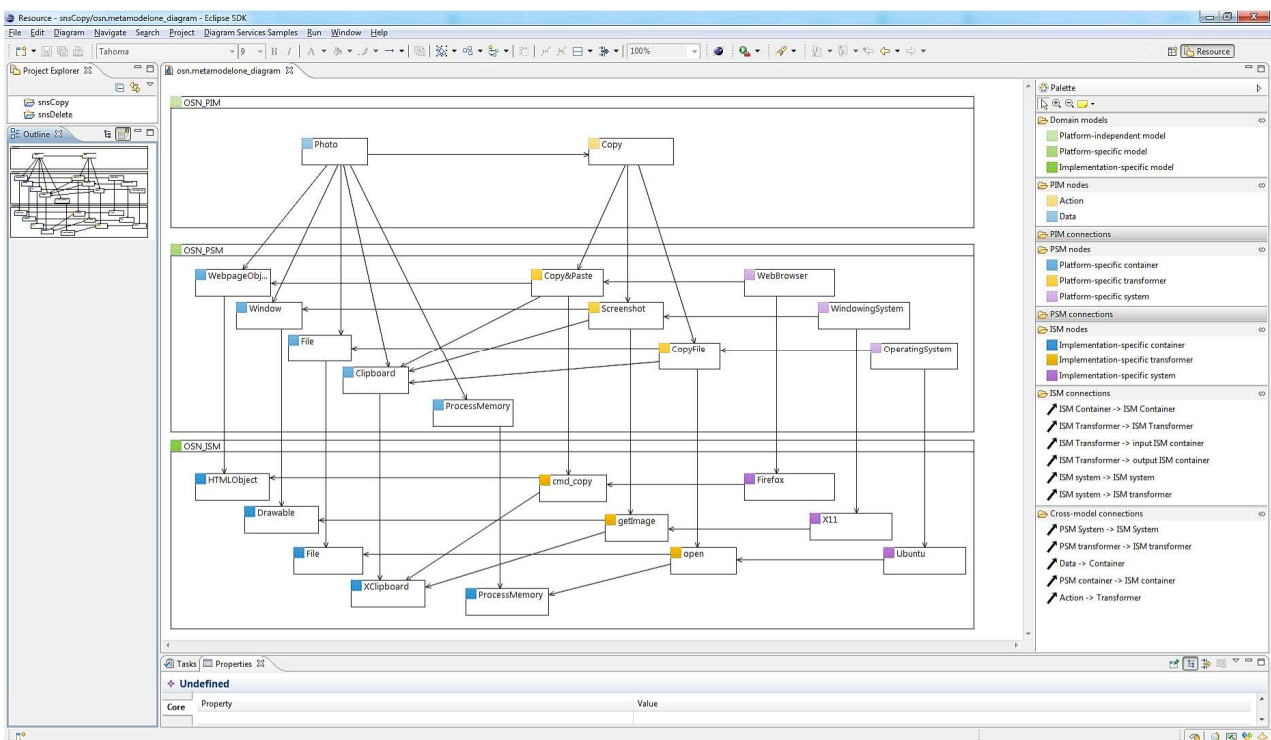 Resource - snsCopy/osn.metamodelone_diagram - Eclipse SDK
File Edit Diagram Navigate Search Project Diagram Services Samples Run Window Help
Tahoma 9 B I A 100% Resource
Project Explorer
osn.metamodelone_diagram
snsCopy
snsDelete
Outline
OSN_PIM
Photo
Copy
OSN_PSM
WebpageObj...
Copy&Paste
WebBrowser
Window
Screenshot
WindowingSystem
File
CopyFile
OperatingSystem
Clipboard
ProcessMemory
OSN_ISM
HTMLObject
cmd_copy
Firefox
Drawable
getImage
X11
File
open
Ubuntu
XClipboard
ProcessMemory
Palette
Domain models
Platform-independent model
Platform-specific model
Implementation-specific model
PIM nodes
Action
Data
PIM connections
PSM nodes
Platform-specific container
Platform-specific transformer
Platform-specific system
PSM connections
ISM nodes
Implementation-specific container
Implementation-specific transformer
Implementation-specific system
ISM connections
ISM Container -> ISM Container
ISM Transformer -> ISM Transformer
ISM Transformer -> input ISM container
ISM Transformer -> output ISM container
ISM system -> ISM system
ISM system -> ISM transformer
Cross-model connections
PSM System -> ISM System
PSM transformer -> ISM transformer
Data -> Container
PSM container -> ISM container
Action -> Transformer
Tasks Properties
Undefined
Core Property Value